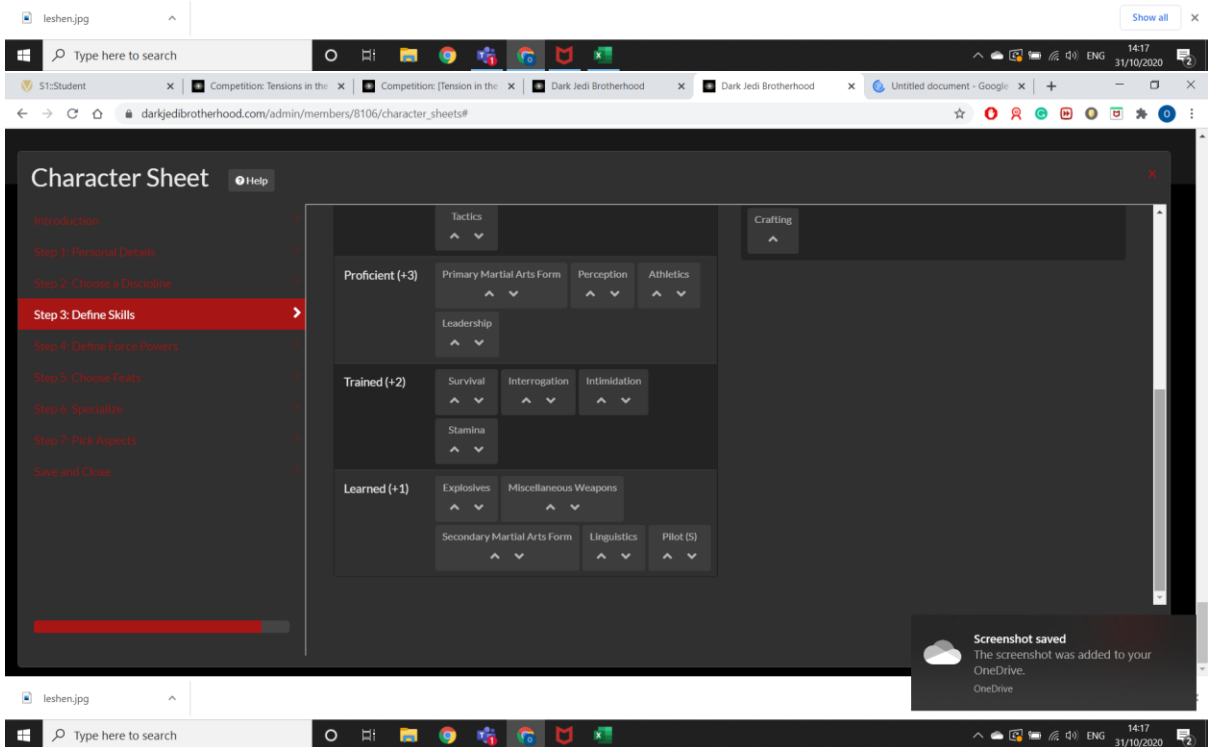 leshen.jpg
Show all
Type here to search
ENG
14:17
31/10/2020
S1::Student
Competition: Tensions in the
Competition: [Tension in the
Dark Jedi Brotherhood
Dark Jedi Brotherhood
Untitled document - Google
darkjedibrotherhood.com/admin/members/8106/character_sheets#
Character Sheet
Help
Introduction
Step 1: Personal Details
Step 2: Choose a Discipline
Step 3: Define Skills
Step 4: Define Force Powers
Step 5: Choose Feats
Step 6: Specialize
Step 7: Pick Aspects
Save and Close
Tactics
Crafting
Proficient (+3)
Primary Martial Arts Form
Perception
Athletics
Leadership
Trained (+2)
Survival
Interrogation
Intimidation
Stamina
Learned (+1)
Explosives
Miscellaneous Weapons
Secondary Martial Arts Form
Linguistics
Pilot (S)
Screenshot saved
The screenshot was added to your
OneDrive.
OneDrive
leshen.jpg
Type here to search
ENG
14:17
31/10/2020